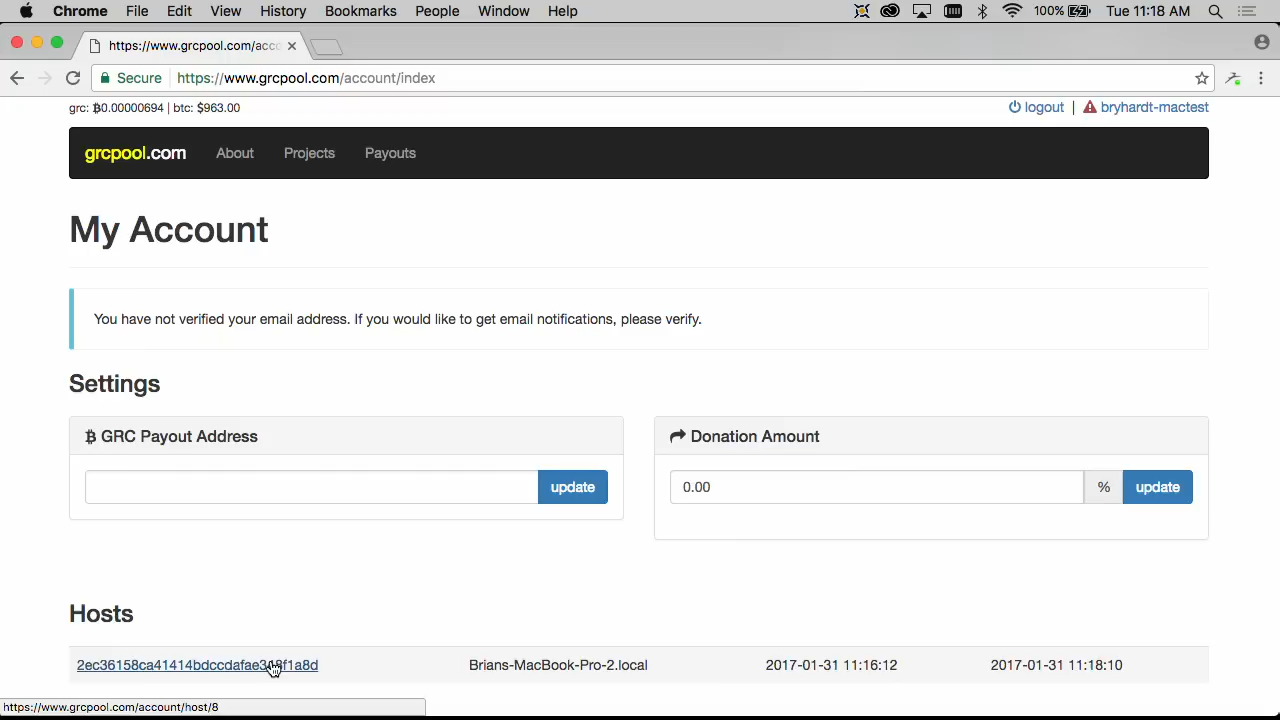 Chrome File Edit View History Bookmarks People Window Help 100% Tue 11:18 AM
https://www.grcpool.com/acco
Secure https://www.grcpool.com/account/index
grc: ฿0.00000694 | btc: $963.00 logout | bryhardt-mactest
grcpool.com About Projects Payouts
My Account
You have not verified your email address. If you would like to get email notifications, please verify.
Settings
GRC Payout Address
update
Donation Amount
0.00 % update
Hosts
Brians-MacBook-Pro-2.local 2017-01-31 11:16:12 2017-01-31 11:18:10
https://www.grcpool.com/account/host/8